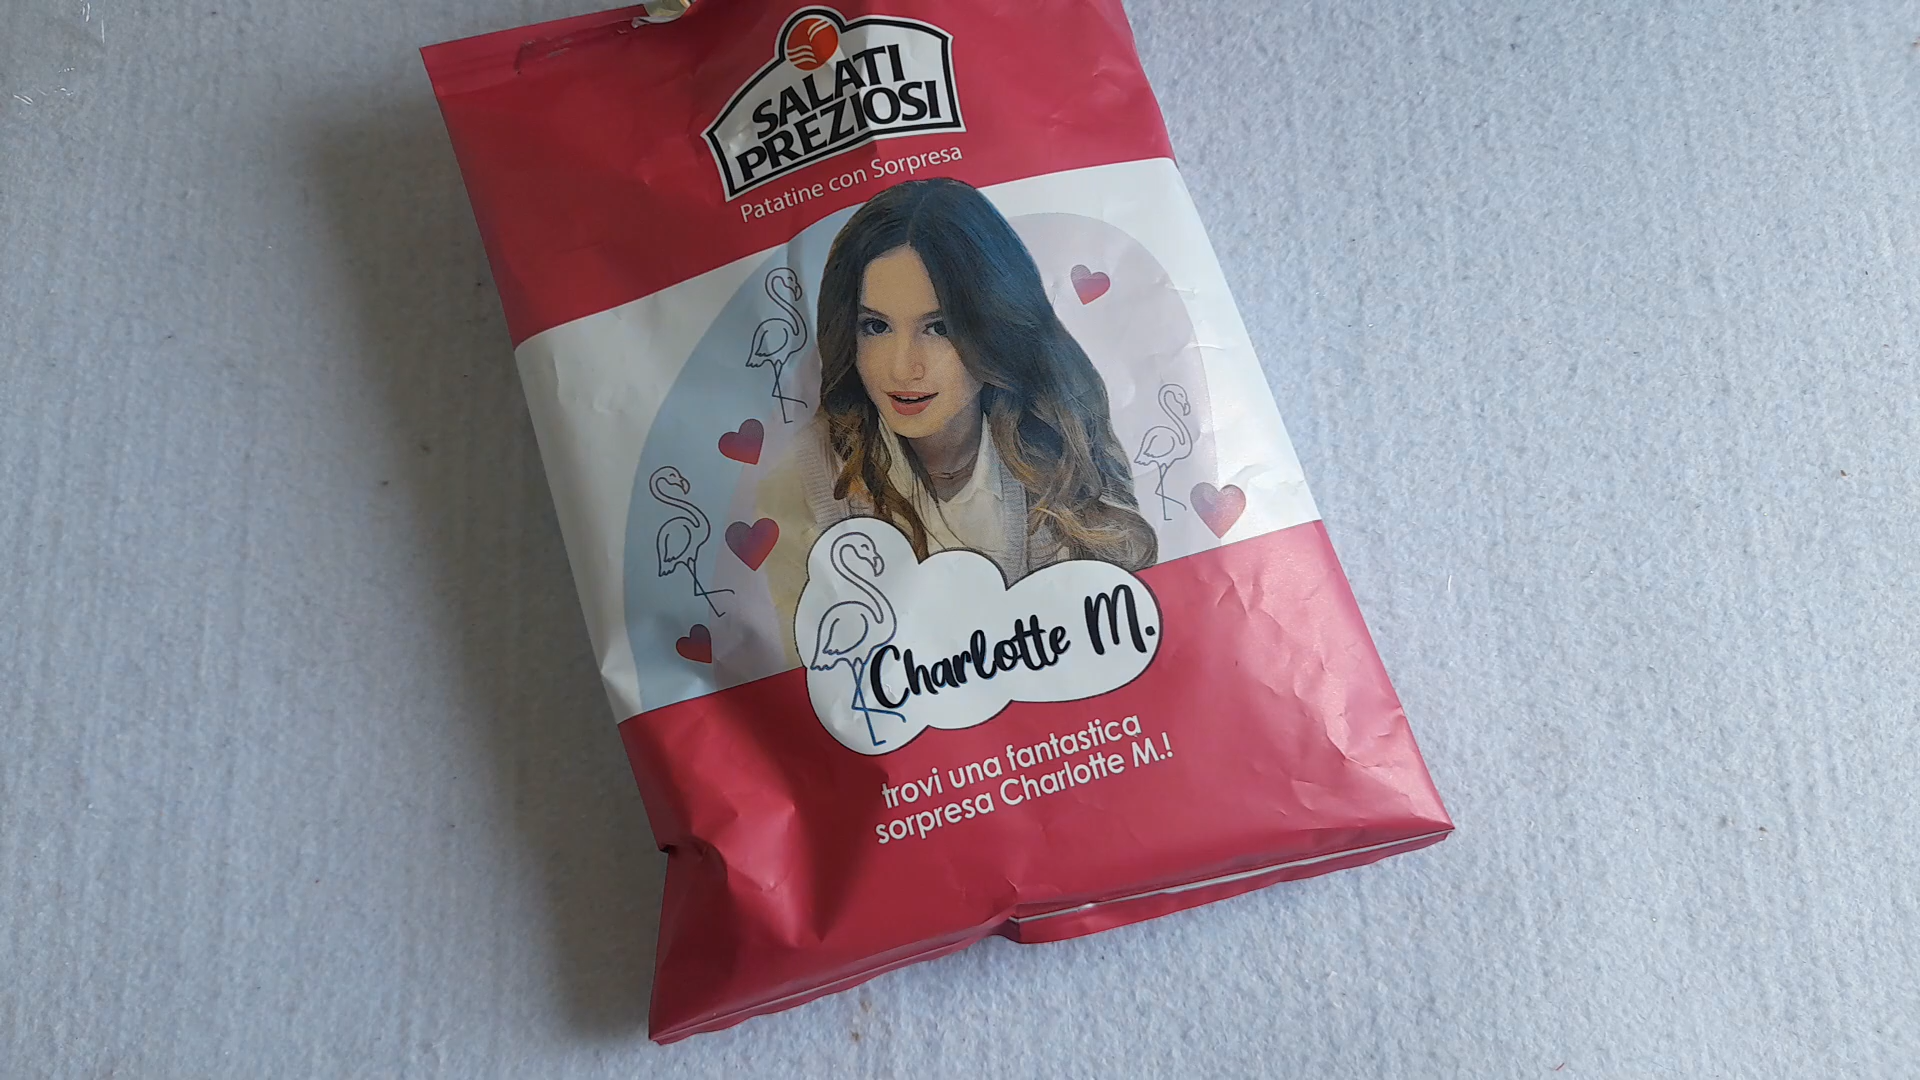 SALATI
PREZIOSI
Patatine con Sorpresa
Charlotte M.
trovi una fantastica
sorpresa Charlotte M.!